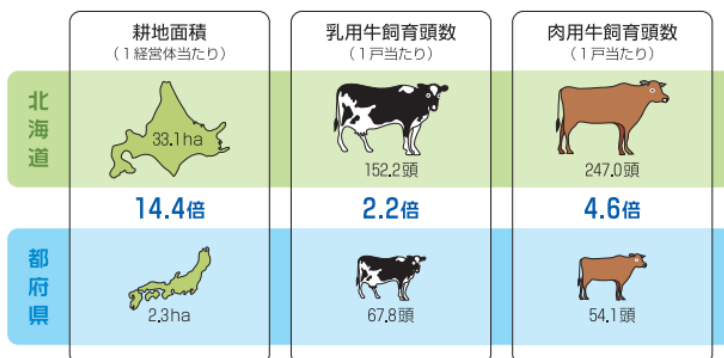 耕地面積
(1経営体当たり)
乳用牛飼育頭数
(1戸当たり)
肉用牛飼育頭数
(1戸当たり)
北海道
33.1ha
152.2頭
247.0頭
14.4倍
2.2倍
4.6倍
都府県
2.3ha
67.8頭
54.1頭